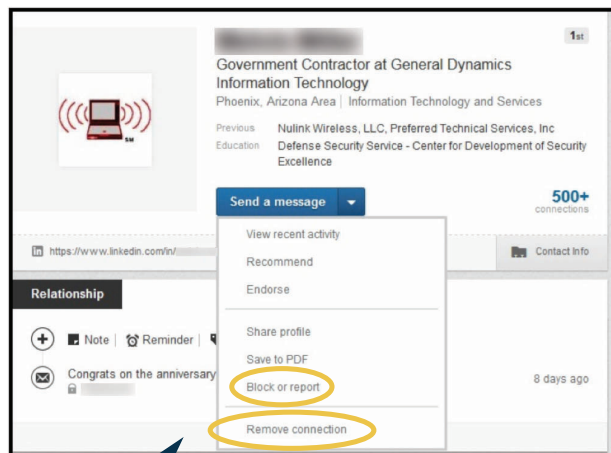 1st
Government Contractor at General Dynamics
Information Technology
Phoenix, Arizona Area | Information Technology and Services
Previous Nulink Wireless, LLC, Preferred Technical Services, Inc
Education Defense Security Service - Center for Development of Security
Excellence
Send a message
500+
connections
View recent activity
Recommend
Endorse
Share profile
Save to PDF
Block or report
Remove connection
https://www.linkedin.com/in/
Contact Info
Relationship
Note | Reminder |
Congrats on the anniversary
8 days ago
SM